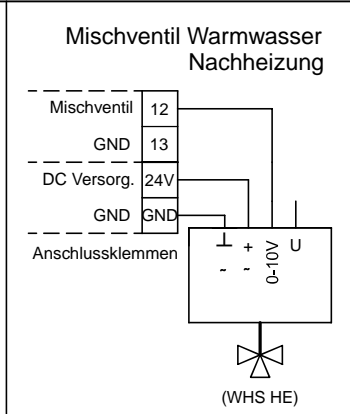 Mischventil Warmwasser
Nachheizung
Mischventil 12
GND 13
DC Versorg. 24V
GND GND
Anschlussklemmen
⊥ + 0-10V U
~ ~
(WHS HE)